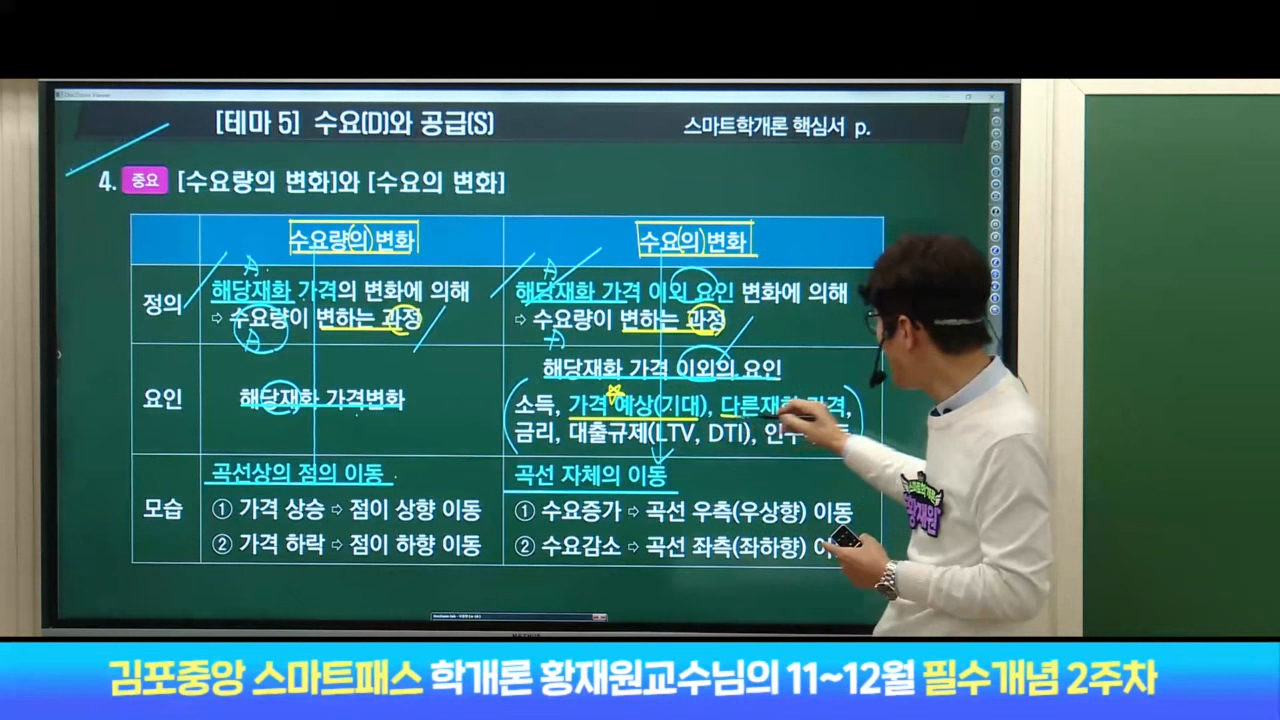 [테마 5] 수요(D)와 공급(S)
스마트학개론 핵심서 p.
4. 중요 [수요량의 변화]와 [수요의 변화]
수요량(의) 변화
수요(의) 변화
정의
해당재화 가격의 변화에 의해
⇨ 수요량이 변하는 과정
해당재화 가격 이외 요인 변화에 의해
⇨ 수요량이 변하는 과정
요인
해당재화 가격변화
해당재화 가격 이외의 요인
소득, 가격 예상(기대), 다른재화 가격,
금리, 대출규제(LTV, DTI),
모습
곡선상의 점의 이동
① 가격 상승 ⇨ 점이 상향 이동
② 가격 하락 ⇨ 점이 하향 이동
곡선 자체의 이동
① 수요증가 ⇨ 곡선 우측(우상향) 이동
② 수요감소 ⇨ 곡선 좌측(좌하향)
스마트학개론
황재원
김포중앙 스마트패스 학개론 황재원교수님의 11~12월 필수개념 2주차